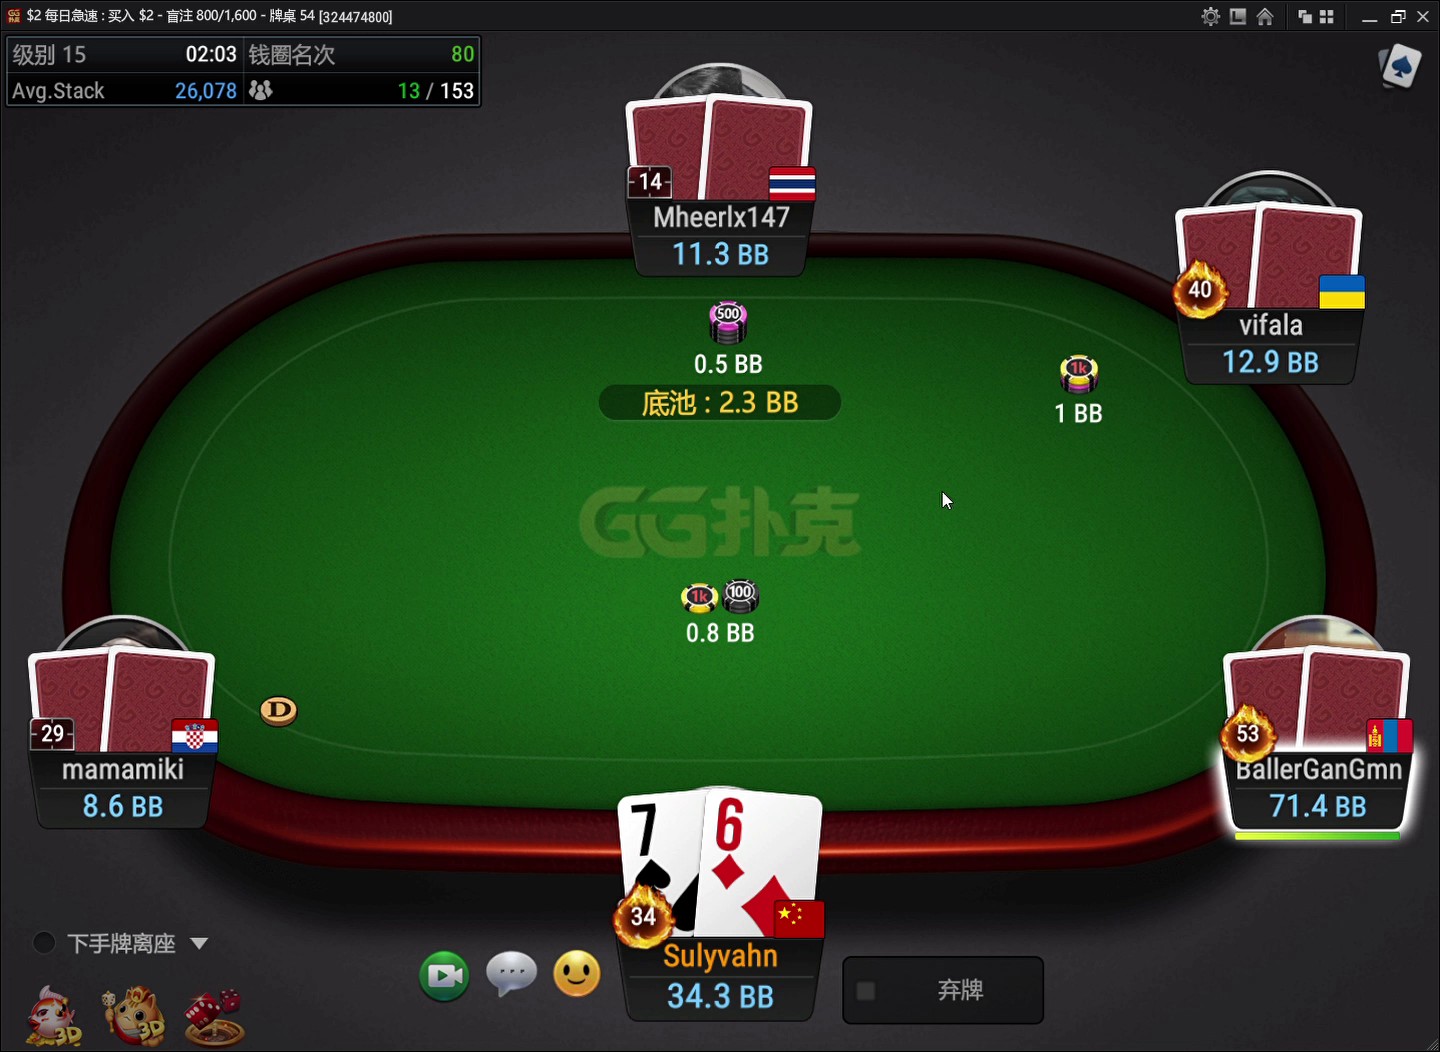 $2 每日急速 : 买入 $2 - 盲注 800/1,600 - 牌桌 54 [324474800]
级别 15 02:03 钱圈名次 80
Avg.Stack 26,078 13 / 153
14
Mheerlx147
11.3 BB
40
vifala
12.9 BB
500
0.5 BB
底池 : 2.3 BB
1k
1 BB
GG扑克
1k 100
0.8 BB
29
mamamiki
8.6 BB
D
53
BallerGanGmn
71.4 BB
7 6
34
Sulyvahn
34.3 BB
下手牌离座
弃牌
3D 3D